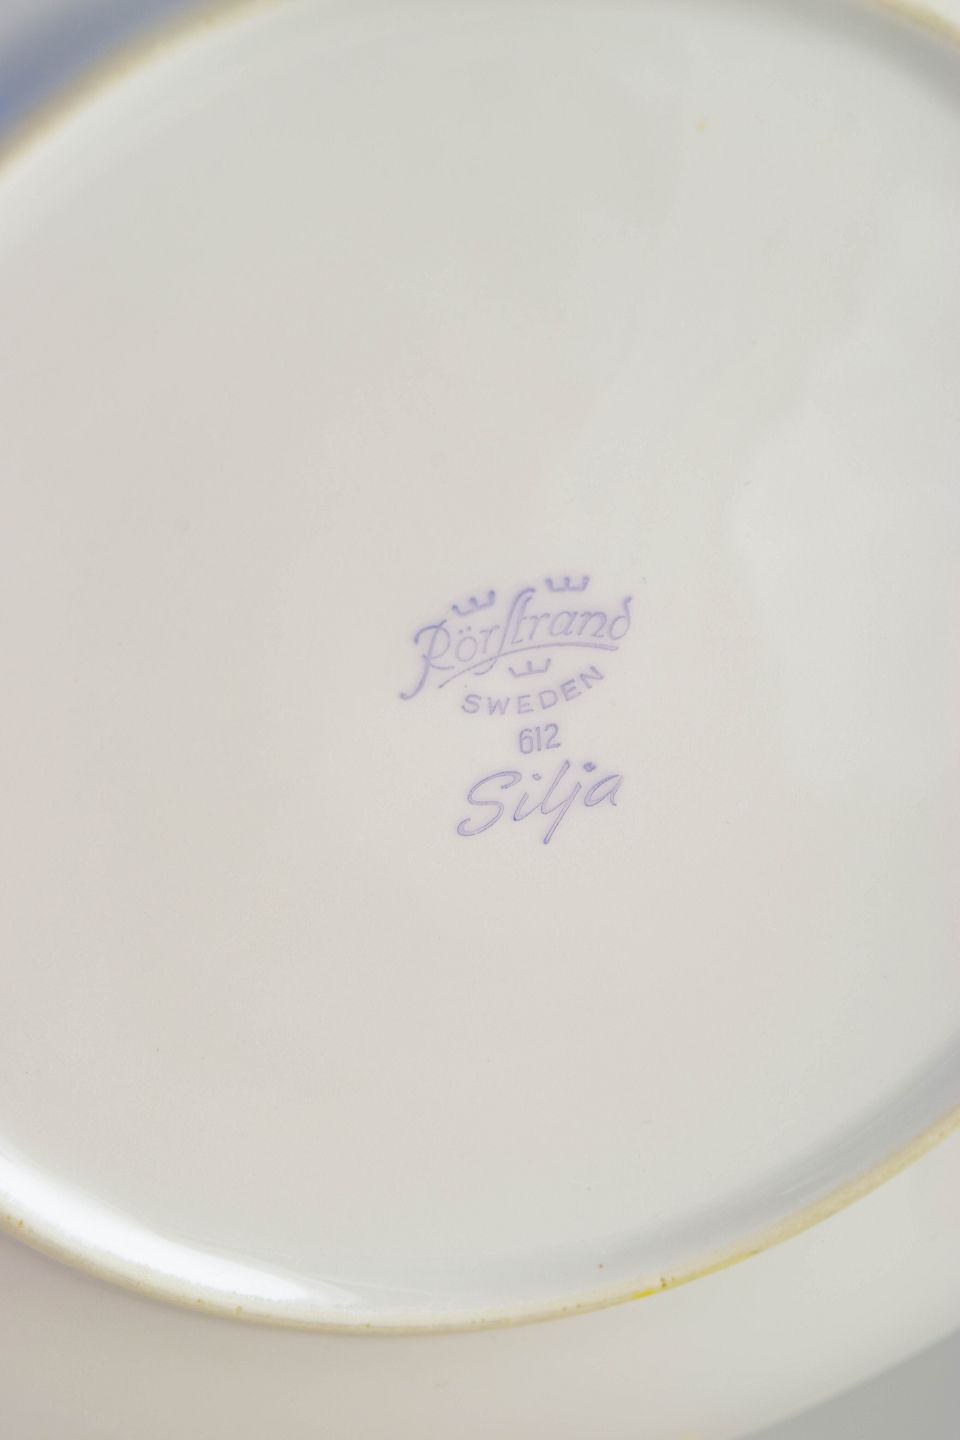 Rörstrand
SWEDEN
612
Silja